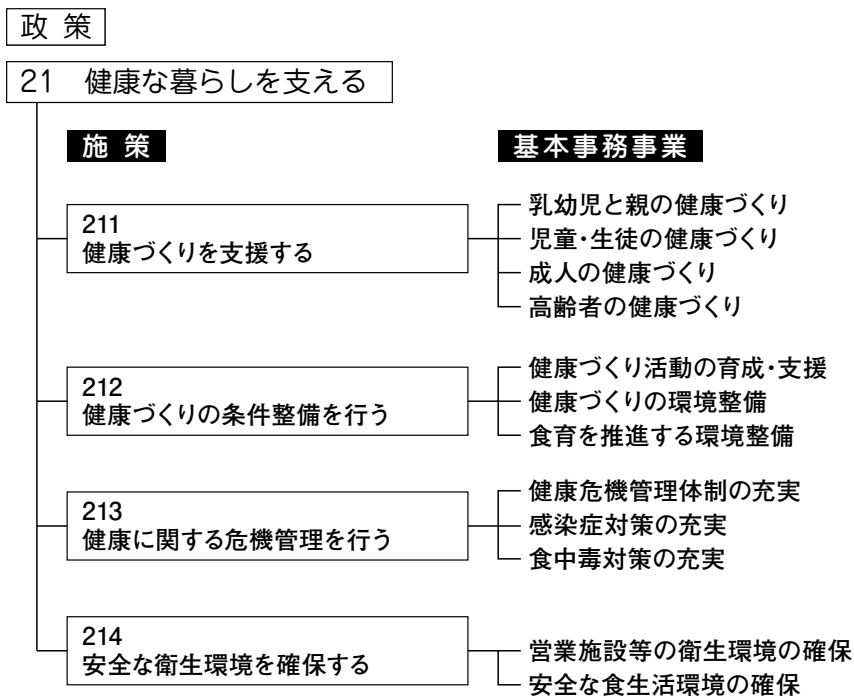 政 策
21 健康な暮らしを支える
施 策
基本事務事業
211
健康づくりを支援する
乳幼児と親の健康づくり
児童・生徒の健康づくり
成人の健康づくり
高齢者の健康づくり
212
健康づくりの条件整備を行う
健康づくり活動の育成・支援
健康づくりの環境整備
食育を推進する環境整備
213
健康に関する危機管理を行う
健康危機管理体制の充実
感染症対策の充実
食中毒対策の充実
214
安全な衛生環境を確保する
営業施設等の衛生環境の確保
安全な食生活環境の確保